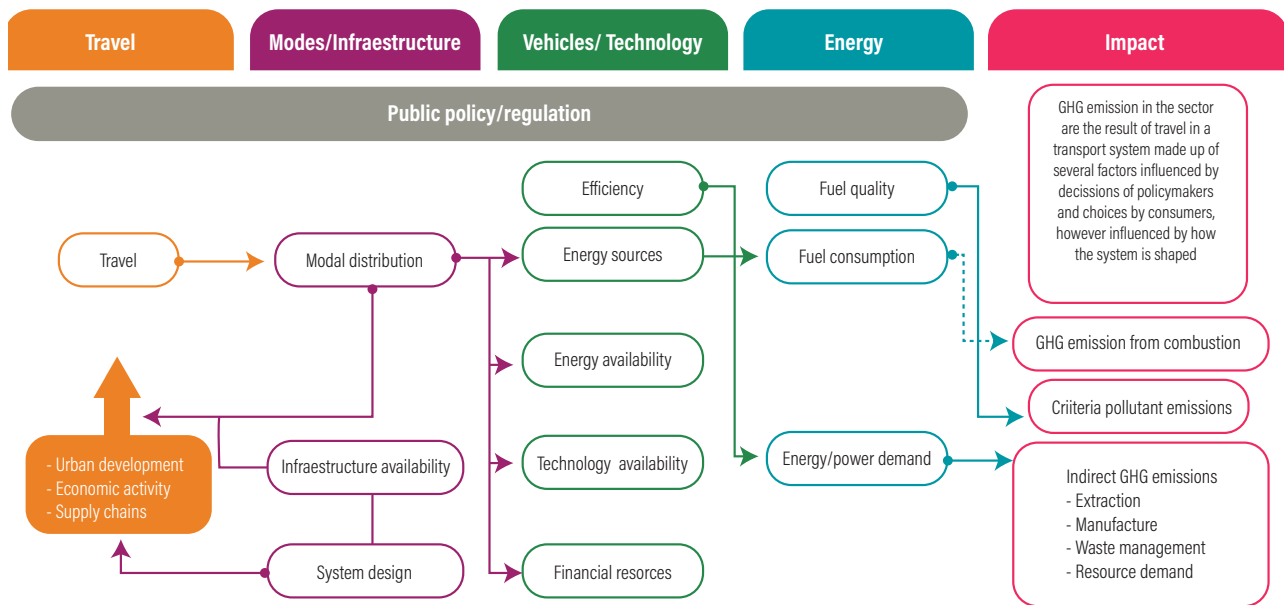 Travel
Modes/Infraestructure
Vehicles/ Technology
Energy
Impact
Public policy/regulation
GHG emission in the sector
are the result of travel in a
transport system made up of
several factors influenced by
decissions of policymakers
and choices by consumers,
however influenced by how
the system is shaped
Efficiency
Fuel quality
Travel
Modal distribution
Energy sources
Fuel consumption
GHG emission from combustion
Energy availability
Criiteria pollutant emissions
- Urban development
- Economic activity
- Supply chains
Infraestructure availability
Technology availability
Energy/power demand
Indirect GHG emissions
- Extraction
- Manufacture
- Waste management
- Resource demand
System design
Financial resorces